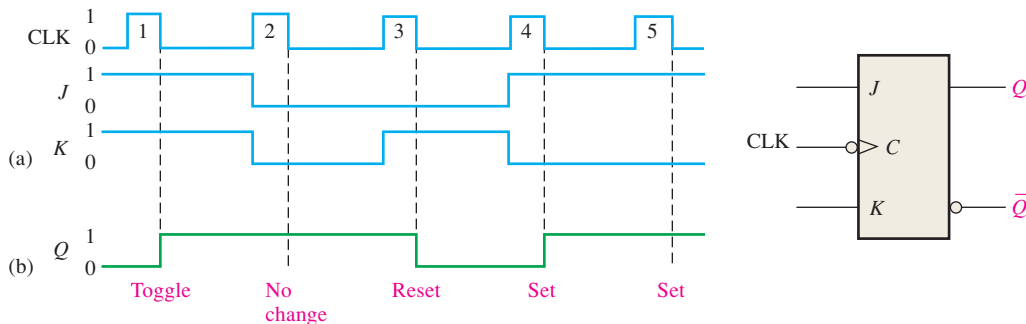 1
CLK
0
1 2 3 4 5
1
J
0
1
K
0
(a)
1
Q
0
(b)
Toggle No change Reset Set Set
J
Q
CLK
C
K
Q̅